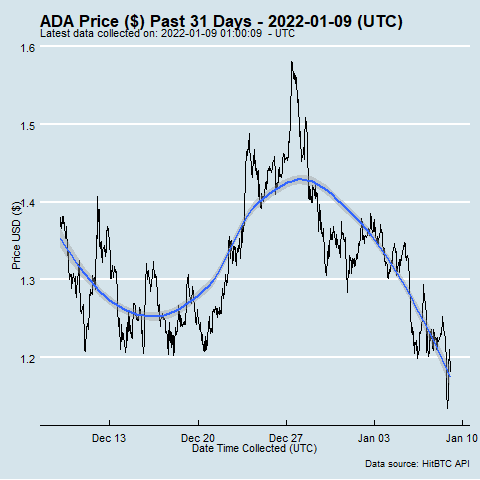 ADA Price ($) Past 31 Days - 2022-01-09 (UTC)
Latest data collected on: 2022-01-09 01:00:09  - UTC
1.6
1.5
1.4
1.3
1.2
Price USD ($)
Dec 13
Dec 20
Dec 27
Jan 03
Jan 10
Date Time Collected (UTC)
Data source: HitBTC API